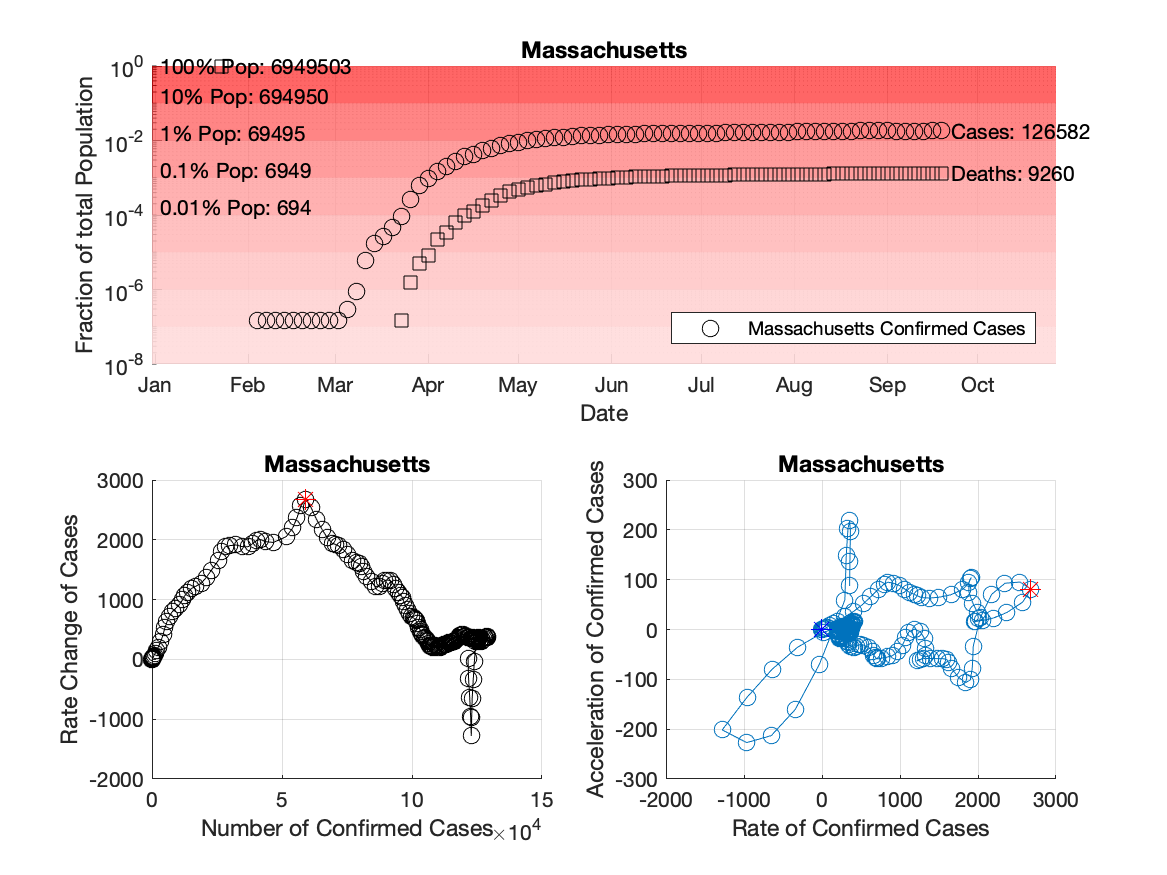 Massachusetts
Fraction of total Population
10^0
10^-2
10^-4
10^-6
10^-8
100% Pop: 6949503
10% Pop: 694950
1% Pop: 69495
0.1% Pop: 6949
0.01% Pop: 694
Cases: 126582
Deaths: 9260
Massachusetts Confirmed Cases
Jan Feb Mar Apr May Jun Jul Aug Sep Oct
Date
Massachusetts
Rate Change of Cases
3000
2000
1000
0
-1000
-2000
0 5 10 15
Number of Confirmed Cases
×10^4
Massachusetts
Acceleration of Confirmed Cases
300
200
100
0
-100
-200
-300
-2000 -1000 0 1000 2000 3000
Rate of Confirmed Cases